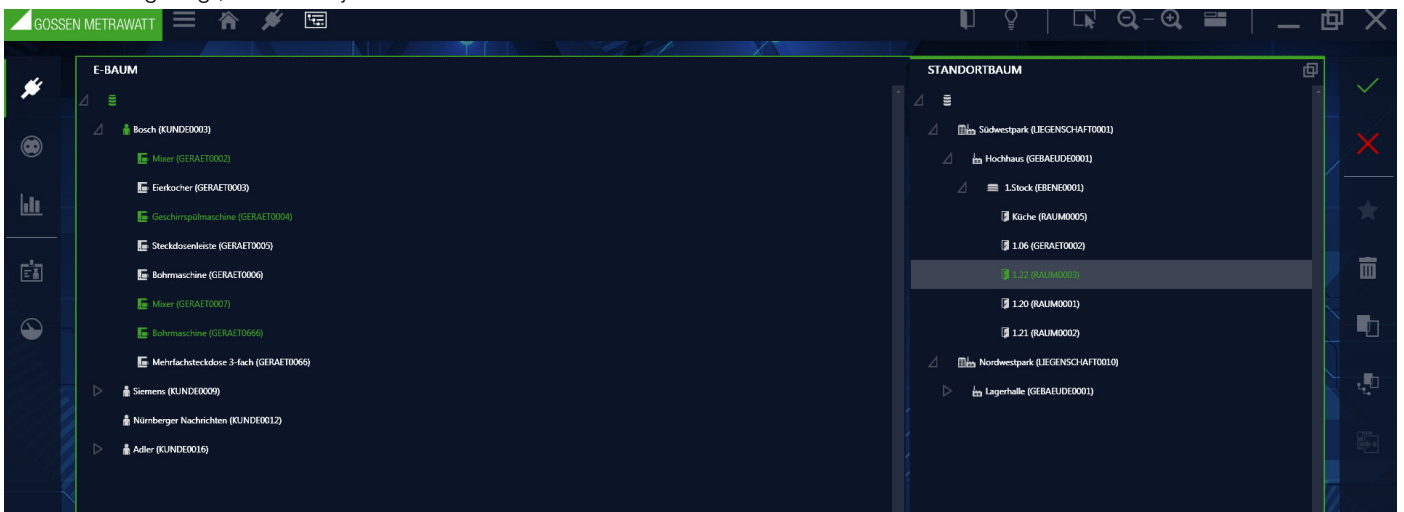 GOSSEN METRAWATT
E-BAUM
Bosch (KUNDE0003)
Mixer (GERAET0002)
Eierkocher (GERAET0003)
Geschirrspülmaschine (GERAET0004)
Steckdosenleiste (GERAET0005)
Bohrmaschine (GERAET0006)
Mixer (GERAET0007)
Bohrmaschine (GERAET0666)
Mehrfachsteckdose 3-fach (GERAET0066)
Siemens (KUNDE0009)
Nürnberger Nachrichten (KUNDE0012)
Adler (KUNDE0016)
STANDORTBAUM
Südwestpark (LIEGENSCHAFT0001)
Hochhaus (GEBAEUDE0001)
1.Stock (EBENE0001)
Küche (RAUM0005)
1.06 (GERAET0002)
1.22 (RAUM0003)
1.20 (RAUM0001)
1.21 (RAUM0002)
Nordwestpark (LIEGENSCHAFT0010)
Lagerhalle (GEBAEUDE0001)